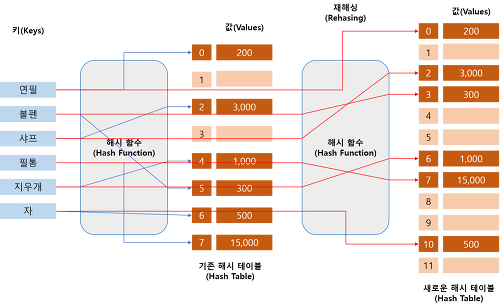 키(Keys)
연필
볼펜
샤프
필통
지우개
자
해시 함수
(Hash Function)
값(Values)
0 200
1
2 3,000
3
4 1,000
5 300
6 500
7 15,000
기존 해시 테이블
(Hash Table)
재해싱
(Rehasing)
해시 함수
(Hash Function)
값(Values)
0 200
1
2 3,000
3 300
4
5
6 1,000
7 15,000
8
9
10 500
11
새로운 해시 테이블
(Hash Table)